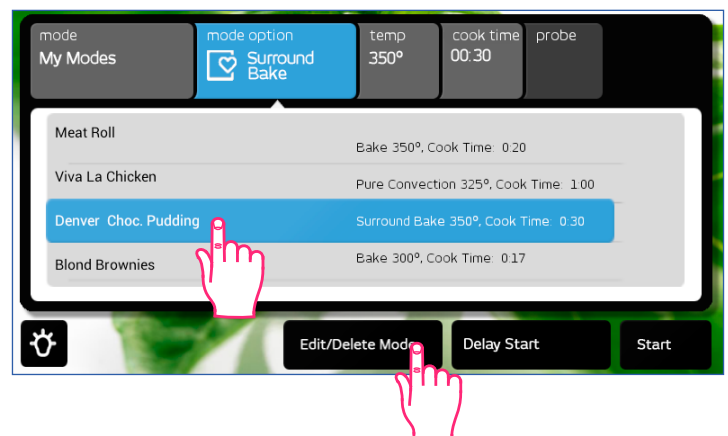 mode
My Modes
mode option
Surround
Bake
temp
350°
cook time
00:30
probe
Meat Roll
Bake 350°, Cook Time: 0:20
Viva La Chicken
Pure Convection 325°, Cook Time: 1:00
Denver Choc. Pudding
Surround Bake 350°, Cook Time: 0:30
Blond Brownies
Bake 300°, Cook Time: 0:17
Edit/Delete Mode
Delay Start
Start